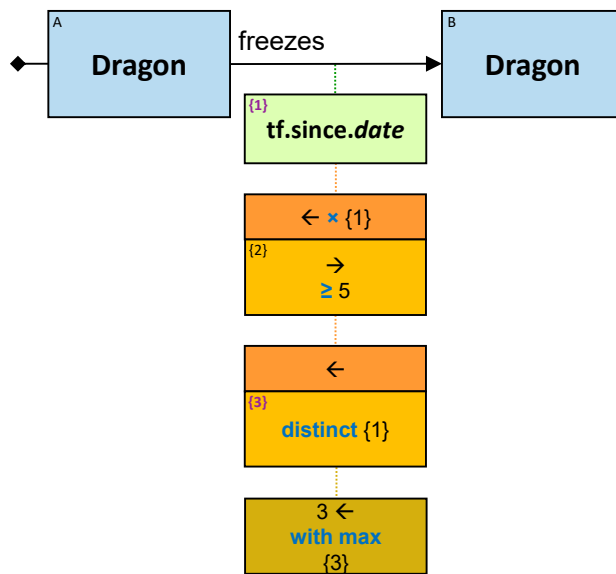 A
Dragon
freezes
B
Dragon
{1}
tf.since.date
← × {1}
{2}
→
≥ 5
←
{3}
distinct {1}
3 ←
with max
{3}